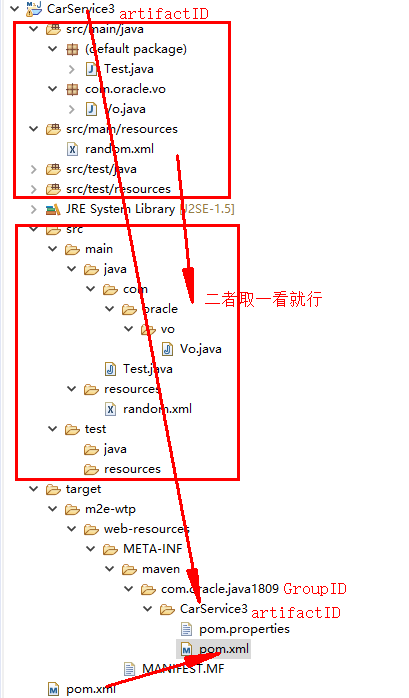 CarService3 artifactID
src/main/java
(default package)
Test.java
com.oracle.vo
Vo.java
src/main/resources
random.xml
src/test/java
src/test/resources
JRE System Library [J2SE-1.5]
src
main
java
com
oracle
二者取一看就行
vo
Vo.java
Test.java
resources
random.xml
test
java
resources
target
m2e-wtp
web-resources
META-INF
maven
com.oracle.java1809 GroupID
CarService3 artifactID
pom.properties
pom.xml
MANIFEST.MF
pom.xml